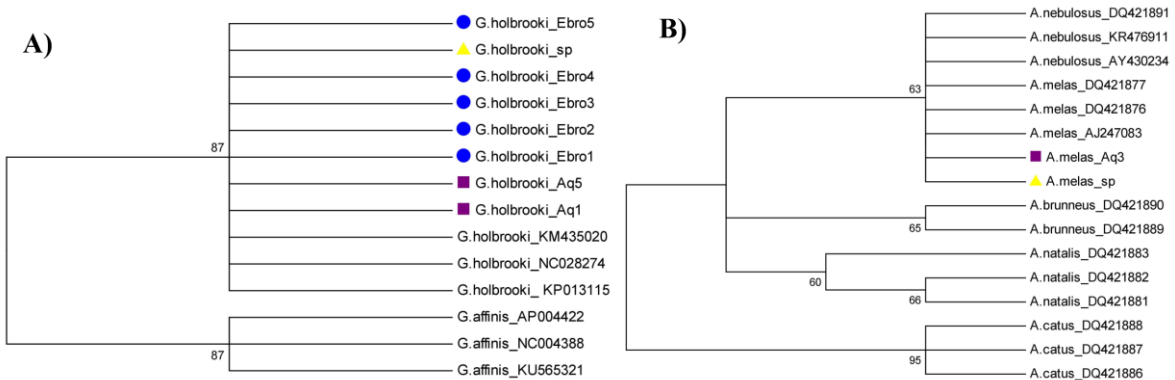 A)
G.holbrooki_Ebro5
G.holbrooki_sp
G.holbrooki_Ebro4
G.holbrooki_Ebro3
G.holbrooki_Ebro2
G.holbrooki_Ebro1
87
G.holbrooki_Aq5
G.holbrooki_Aq1
G.holbrooki_KM435020
G.holbrooki_NC028274
G.holbrooki_ KP013115
G.affinis_AP004422
G.affinis_NC004388
87
G.affinis_KU565321
B)
A.nebulosus_DQ421891
A.nebulosus_KR476911
A.nebulosus_AY430234
63
A.melas_DQ421877
A.melas_DQ421876
A.melas_AJ247083
A.melas_Aq3
A.melas_sp
A.brunneus_DQ421890
65
A.brunneus_DQ421889
A.natalis_DQ421883
60
A.natalis_DQ421882
66
A.natalis_DQ421881
A.catus_DQ421888
A.catus_DQ421887
95
A.catus_DQ421886